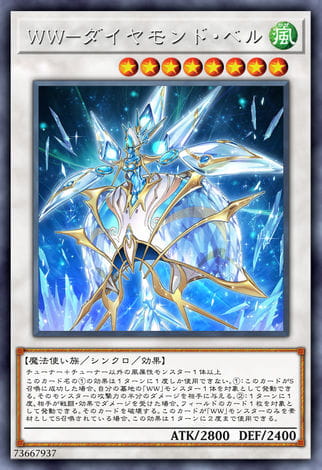 WW-ダイヤモンド・ベル
風
【魔法使い族/シンクロ/効果】
チューナー+チューナー以外の風属性モンスター1体以上
このカード名の①の効果は1ターンに1度しか使用できない。①:このカードがS
召喚に成功した場合、自分の墓地の「WW」モンスター1体を対象として発動でき
る。そのモンスターの攻撃力の半分のダメージを相手に与える。②:1ターンに1
度、相手が戦闘・効果でダメージを受けた場合、フィールドのカード1枚を対象とし
て発動できる。そのカードを破壊する。このカードが「WW」モンスターのみを素
材としてS召喚されている場合、この効果は1ターンに2度まで使用できる。
ATK/2800 DEF/2400
73667937